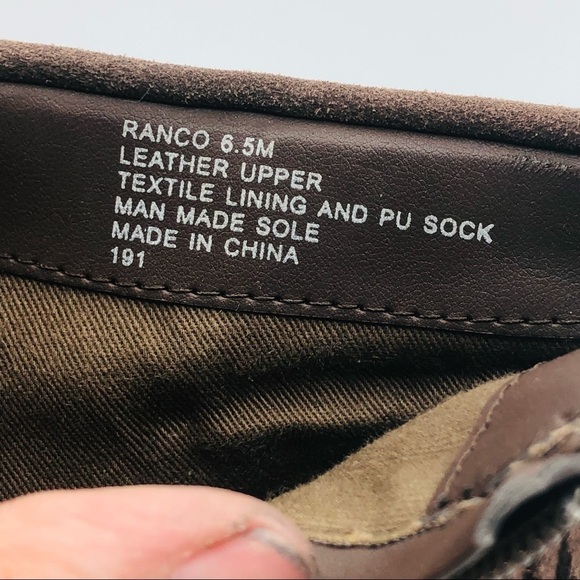 RANCO 6.5M
LEATHER UPPER
TEXTILE LINING AND PU SOCK
MAN MADE SOLE
MADE IN CHINA
191